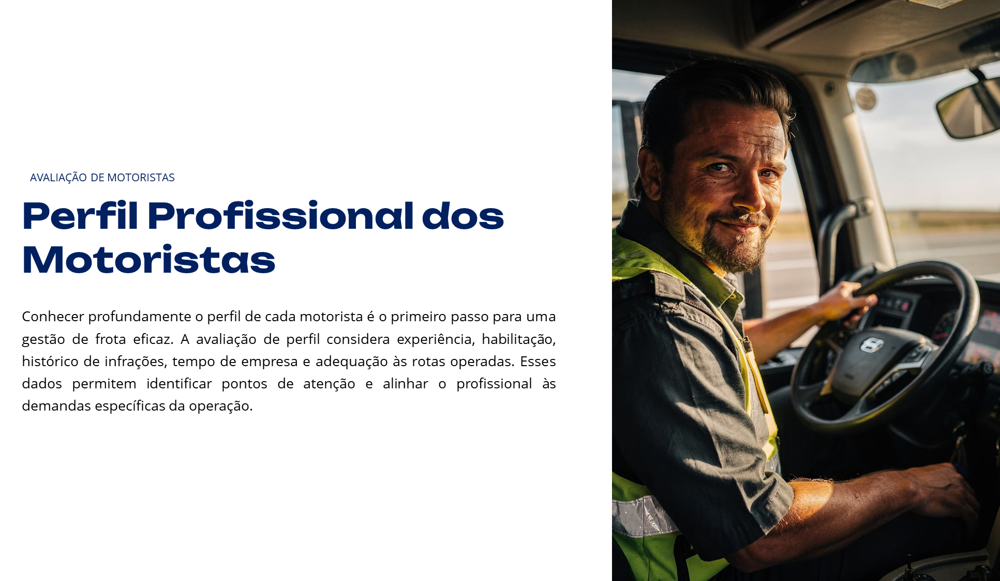 AVALIAÇÃO DE MOTORISTAS
Perfil Profissional dos
Motoristas
Conhecer profundamente o perfil de cada motorista é o primeiro passo para uma
gestão de frota eficaz. A avaliação de perfil considera experiência, habilitação,
histórico de infrações, tempo de empresa e adequação às rotas operadas. Esses
dados permitem identificar pontos de atenção e alinhar o profissional às
demandas específicas da operação.